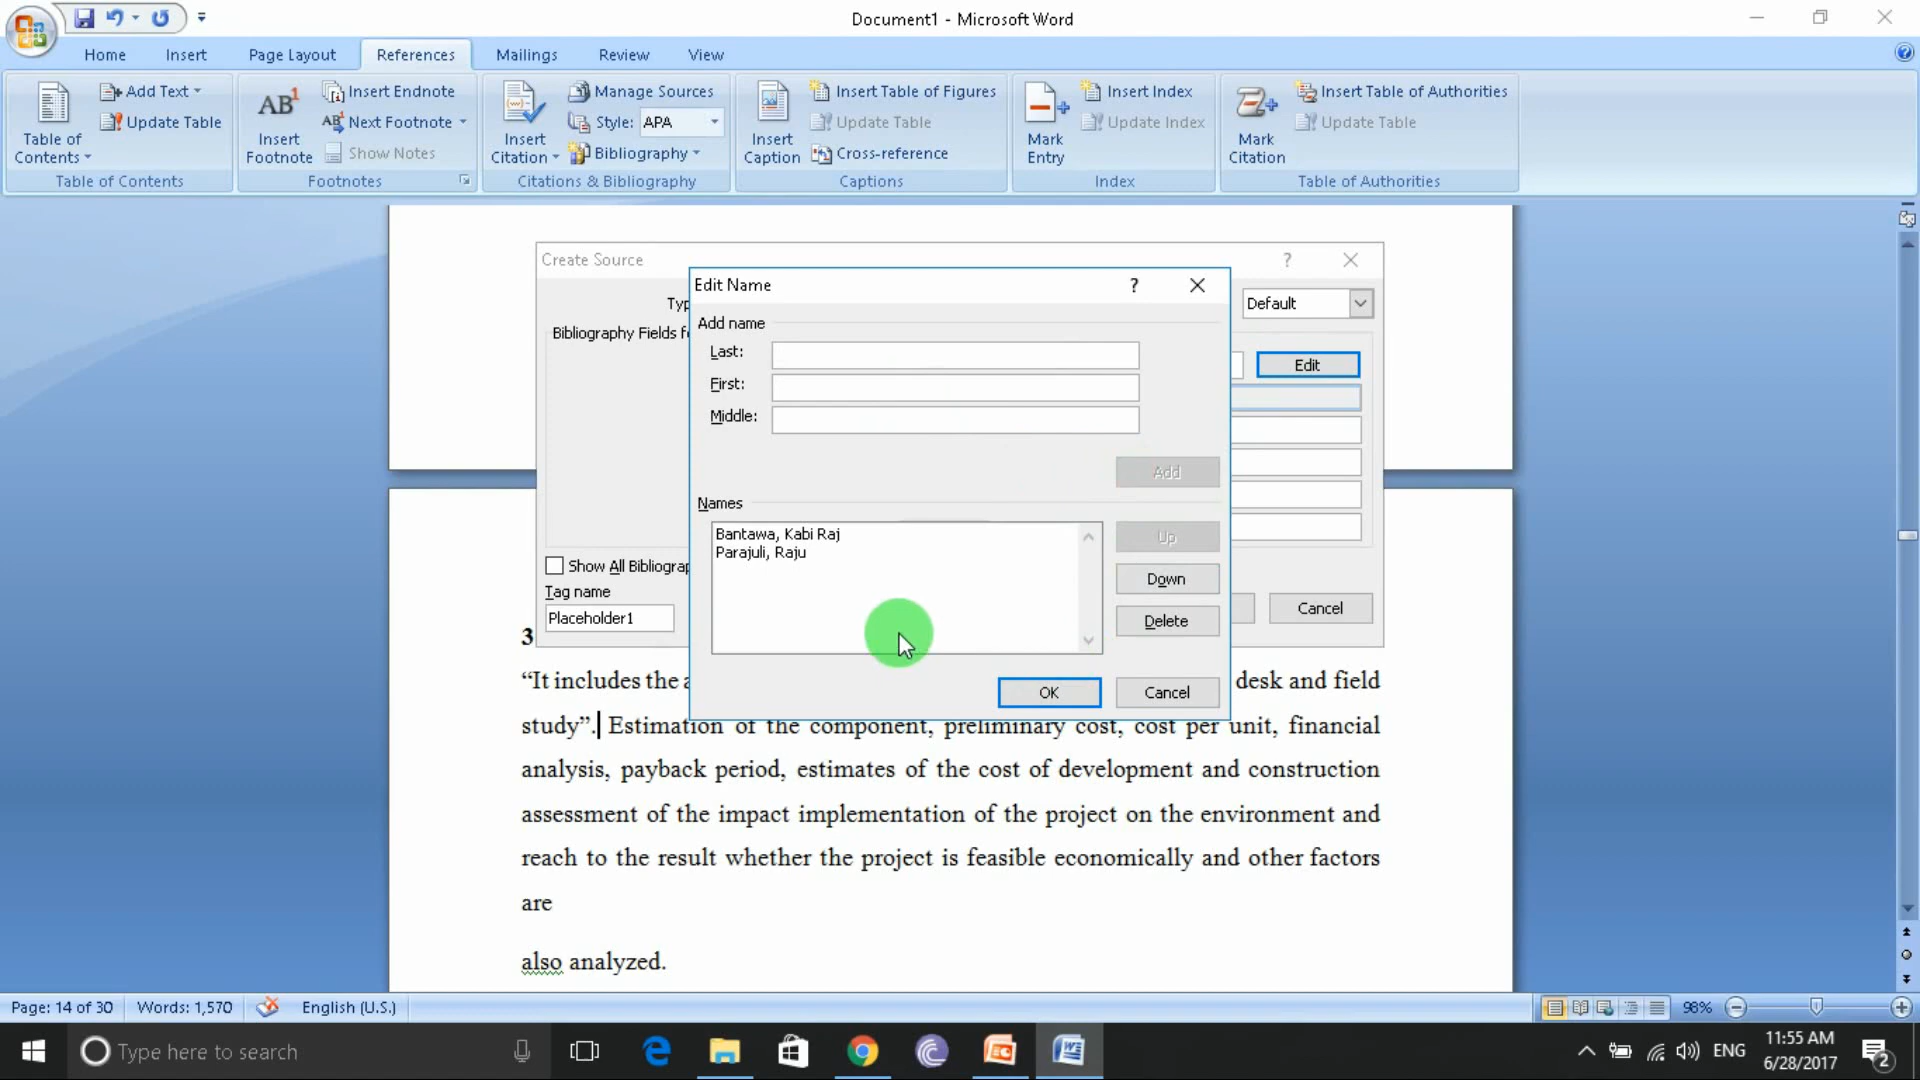 Document1 - Microsoft Word
Home Insert Page Layout References Mailings Review View
Table of Contents
Add Text
Update Table
Table of Contents
AB1
Insert Footnote
Insert Endnote
AB Next Footnote
Show Notes
Footnotes
Insert Citation
Manage Sources
Style: APA
Bibliography
Citations & Bibliography
Insert Caption
Insert Table of Figures
Update Table
Cross-reference
Captions
Mark Entry
Insert Index
Update Index
Index
Mark Citation
Insert Table of Authorities
Update Table
Table of Authorities
Create Source ?
Default
Bibliography Fields f
Edit
Show All Bibliograp
Tag name
Placeholder1
Cancel
Edit Name ?
Add name
Last:
First:
Middle:
Add
Names
Bantawa, Kabi Raj
Parajuli, Raju
Up
Down
Delete
OK Cancel
3
“It includes the a desk and field
study”. Estimation of the component, preliminary cost, cost per unit, financial
analysis, payback period, estimates of the cost of development and construction
assessment of the impact implementation of the project on the environment and
reach to the result whether the project is feasible economically and other factors
are
also analyzed.
Page: 14 of 30 Words: 1,570 English (U.S.) 98%
Type here to search
ENG
11:55 AM
6/28/2017
2